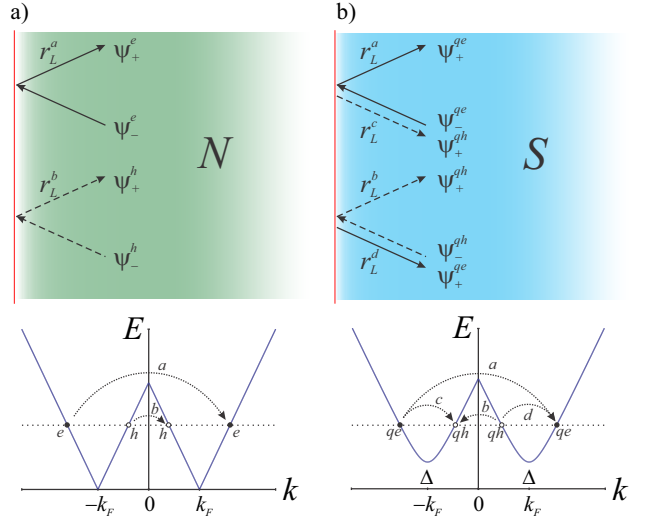 a)
r_L^a
ψ_+^e
ψ_-^e
N
r_L^b
ψ_+^h
ψ_-^h
E
a
b
e
h
h
e
-k_F
0
k_F
k
b)
r_L^a
ψ_+^qe
ψ_-^qe
r_L^c
ψ_+^qh
S
r_L^b
ψ_+^qh
ψ_-^qh
r_L^d
ψ_+^qe
E
a
c
b
d
qe
qh
qh
qe
Δ
Δ
-k_F
0
k_F
k